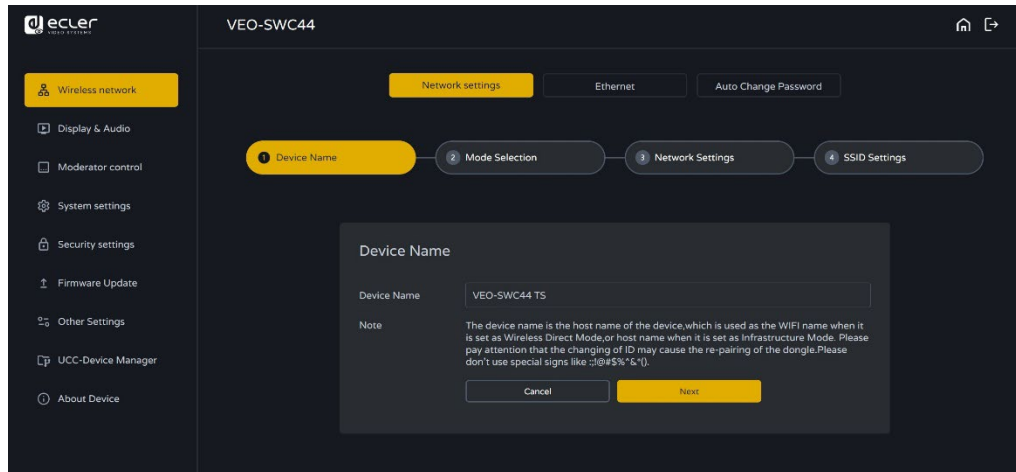 ecler
VIDEO SYSTEMS
VEO-SWC44
Wireless network
Display & Audio
Moderator control
System settings
Security settings
Firmware Update
Other Settings
UCC-Device Manager
About Device
Network settings
Ethernet
Auto Change Password
1 Device Name
2 Mode Selection
3 Network Settings
4 SSID Settings
Device Name
Device Name
VEO-SWC44 TS
Note
The device name is the host name of the device,which is used as the WIFI name when it
is set as Wireless Direct Mode,or host name when it is set as Infrastructure Mode. Please
pay attention that the changing of ID may cause the re-pairing of the dongle.Please
don't use special signs like :;!@#$%^&*().
Cancel
Next